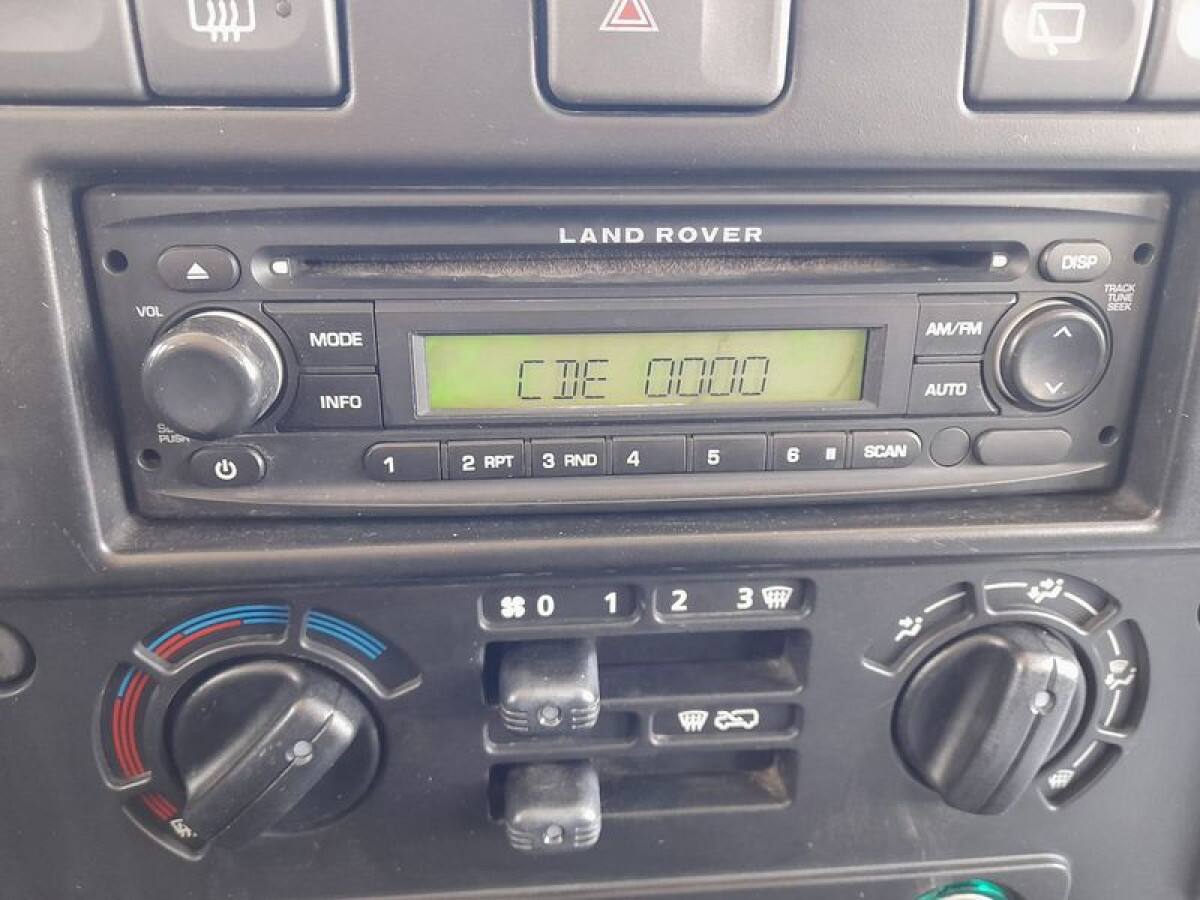 LAND ROVER
DISP
VOL
TRACK
TUNE
SEEK
MODE
CDE 0000
AM/FM
INFO
AUTO
PUSH
1
2 RPT
3 RND
4
5
6
SCAN
0 1 2 3